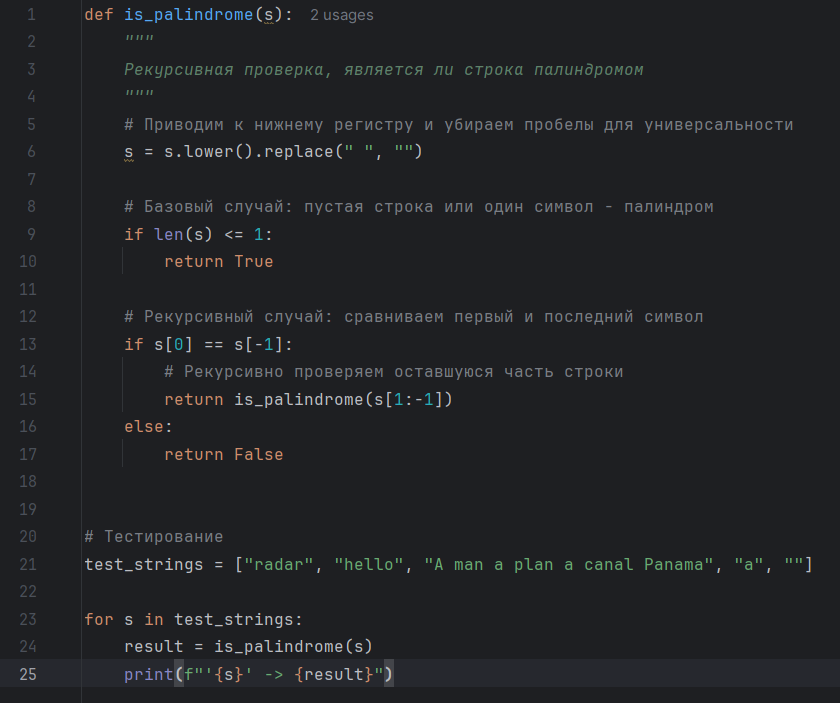 1 def is_palindrome(s): 2 usages
2 """
3 Рекурсивная проверка, является ли строка палиндромом
4 """
5 # Приводим к нижнему регистру и убираем пробелы для универсальности
6 s = s.lower().replace(" ", "")
7
8 # Базовый случай: пустая строка или один символ - палиндром
9 if len(s) <= 1:
10 return True
11
12 # Рекурсивный случай: сравниваем первый и последний символ
13 if s[0] == s[-1]:
14 # Рекурсивно проверяем оставшуюся часть строки
15 return is_palindrome(s[1:-1])
16 else:
17 return False
18
19
20 # Тестирование
21 test_strings = ["radar", "hello", "A man a plan a canal Panama", "a", ""]
22
23 for s in test_strings:
24 result = is_palindrome(s)
25 print(f"'{s}' -> {result}")